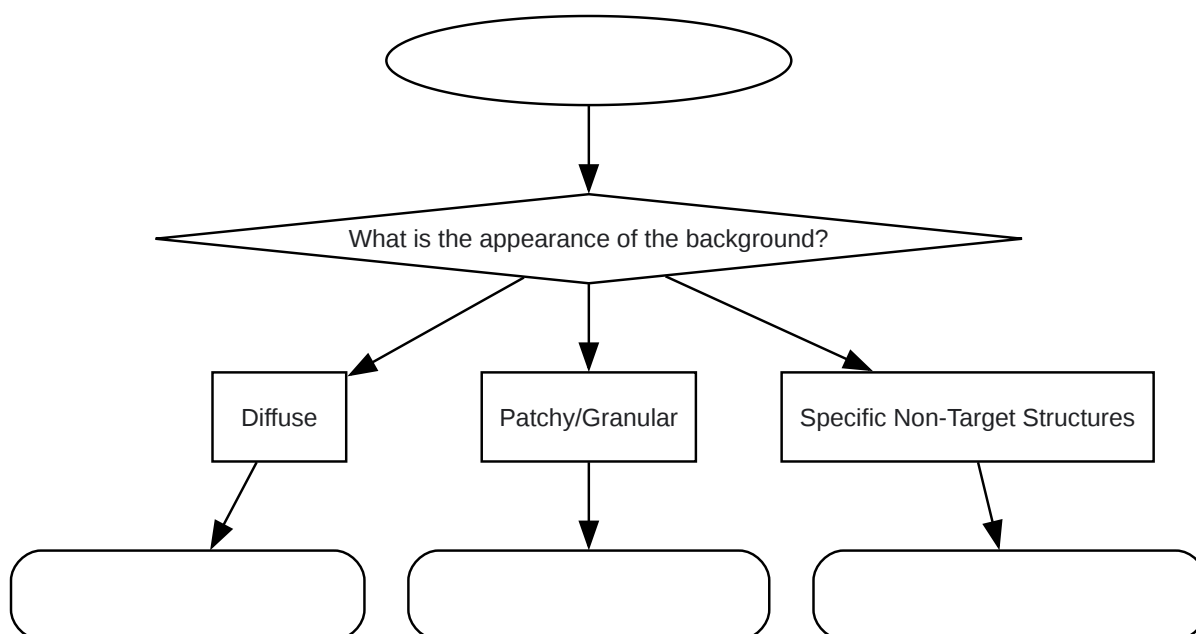 What is the appearance of the background?
Diffuse
Patchy/Granular
Specific Non-Target Structures